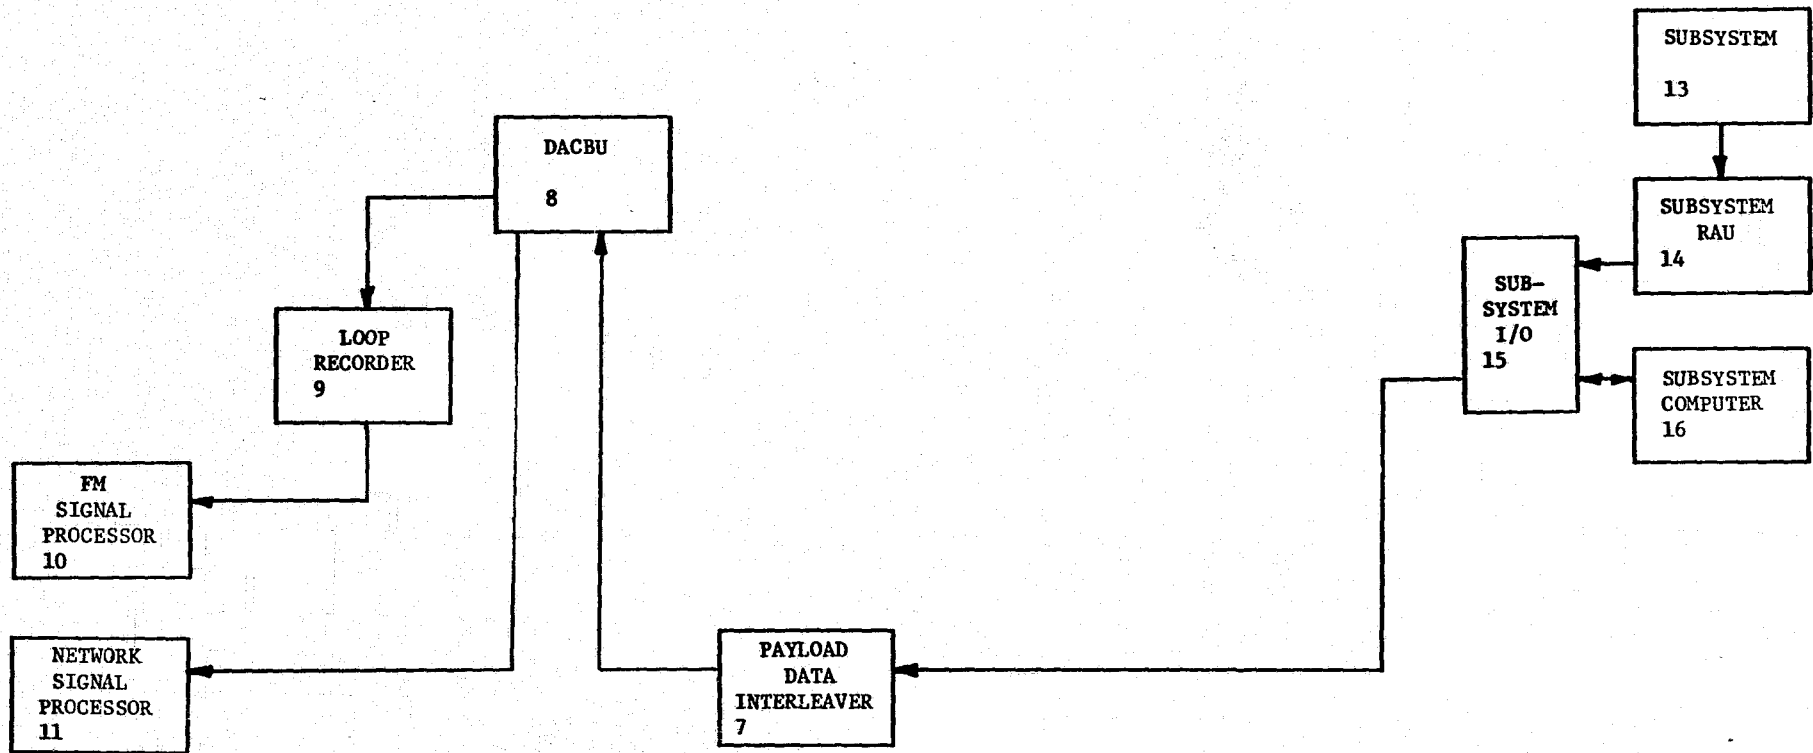 SUBSYSTEM
13
DACBU
8
SUBSYSTEM
RAU
14
SUB-
SYSTEM
I/O
15
LOOP
RECORDER
9
SUBSYSTEM
COMPUTER
16
FM
SIGNAL
PROCESSOR
10
NETWORK
SIGNAL
PROCESSOR
11
PAYLOAD
DATA
INTERLEAVER
7